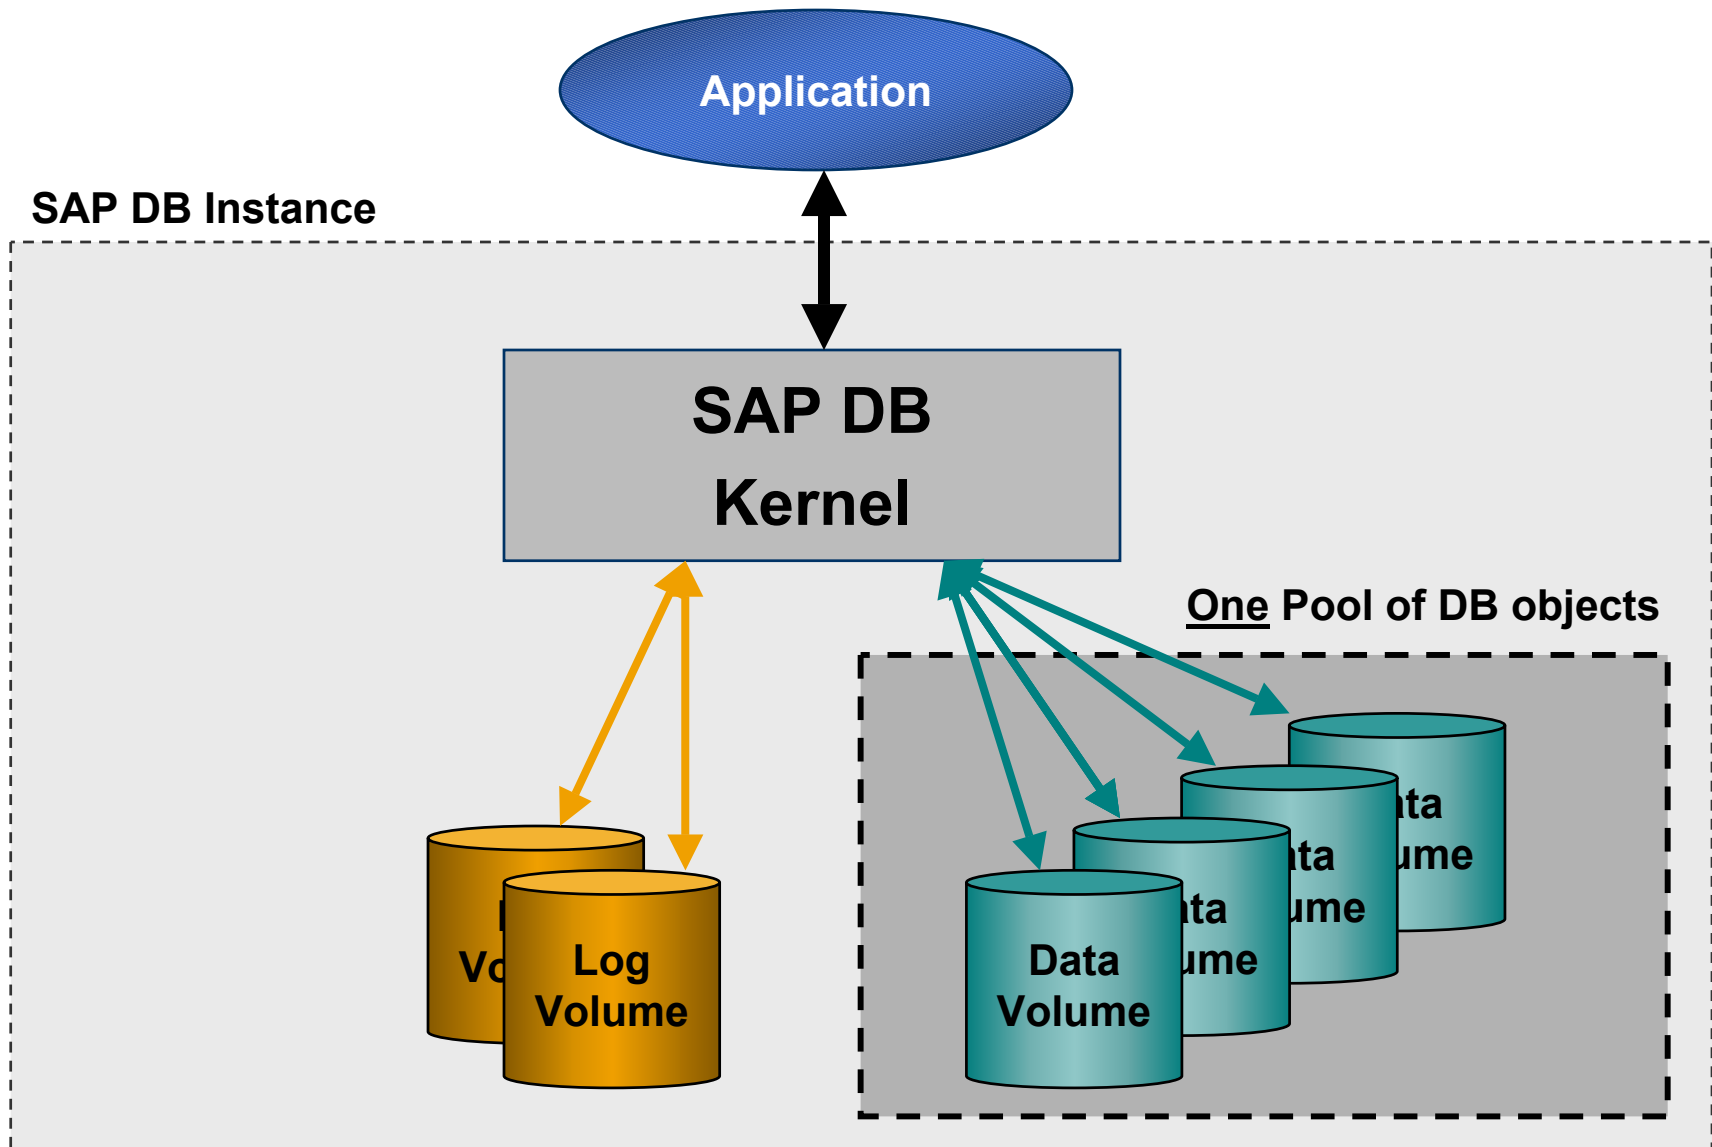 Application
SAP DB Instance
SAP DB
Kernel
One Pool of DB objects
Log
Volume
Data
Volume